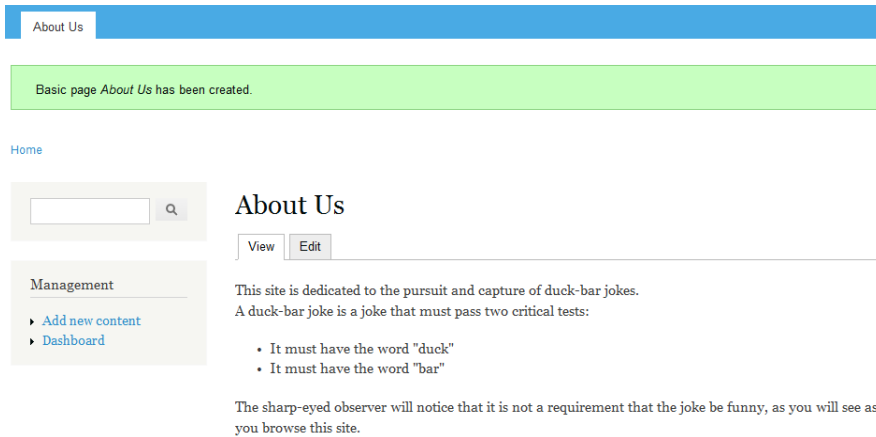 About Us
Basic page About Us has been created.
Home
About Us
View Edit
Management
Add new content
Dashboard
This site is dedicated to the pursuit and capture of duck-bar jokes.
A duck-bar joke is a joke that must pass two critical tests:
• It must have the word "duck"
• It must have the word "bar"
The sharp-eyed observer will notice that it is not a requirement that the joke be funny, as you will see as
you browse this site.